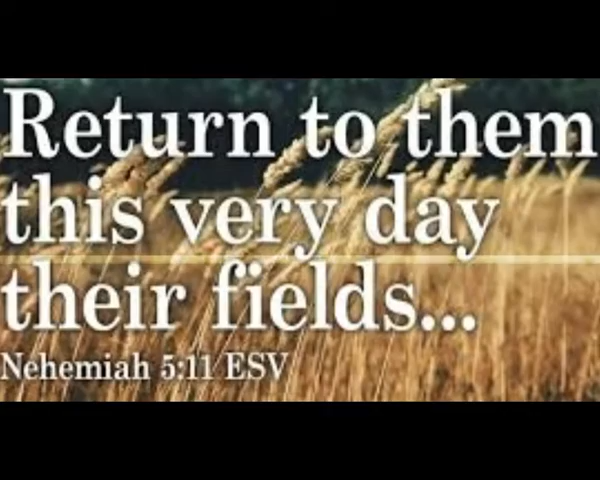 Return to them
this very day
their fields...
Nehemiah 5:11 ESV